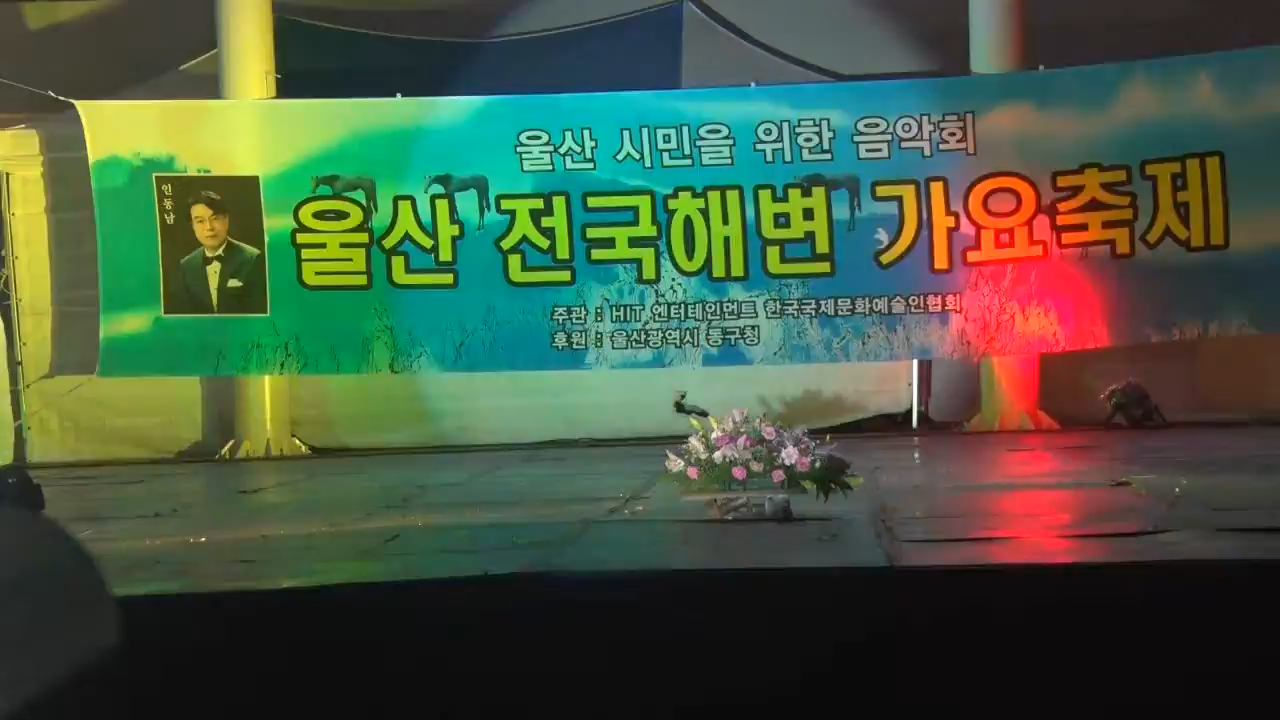 울산 시민을 위한 음악회
인동남
울산 전국해변 가요축제
주관 : HIT 엔터테인먼트 한국국제문화예술인협회
후원 : 울산광역시 동구청